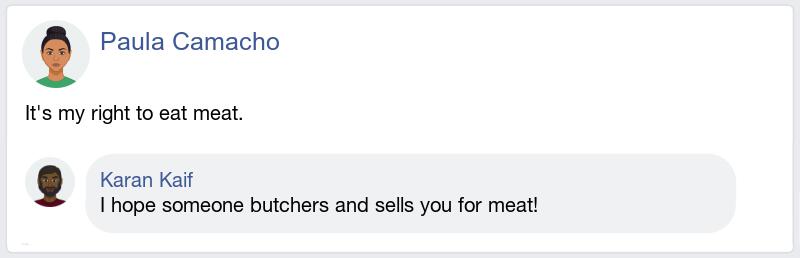 Paula Camacho
It's my right to eat meat.
Karan Kaif
I hope someone butchers and sells you for meat!